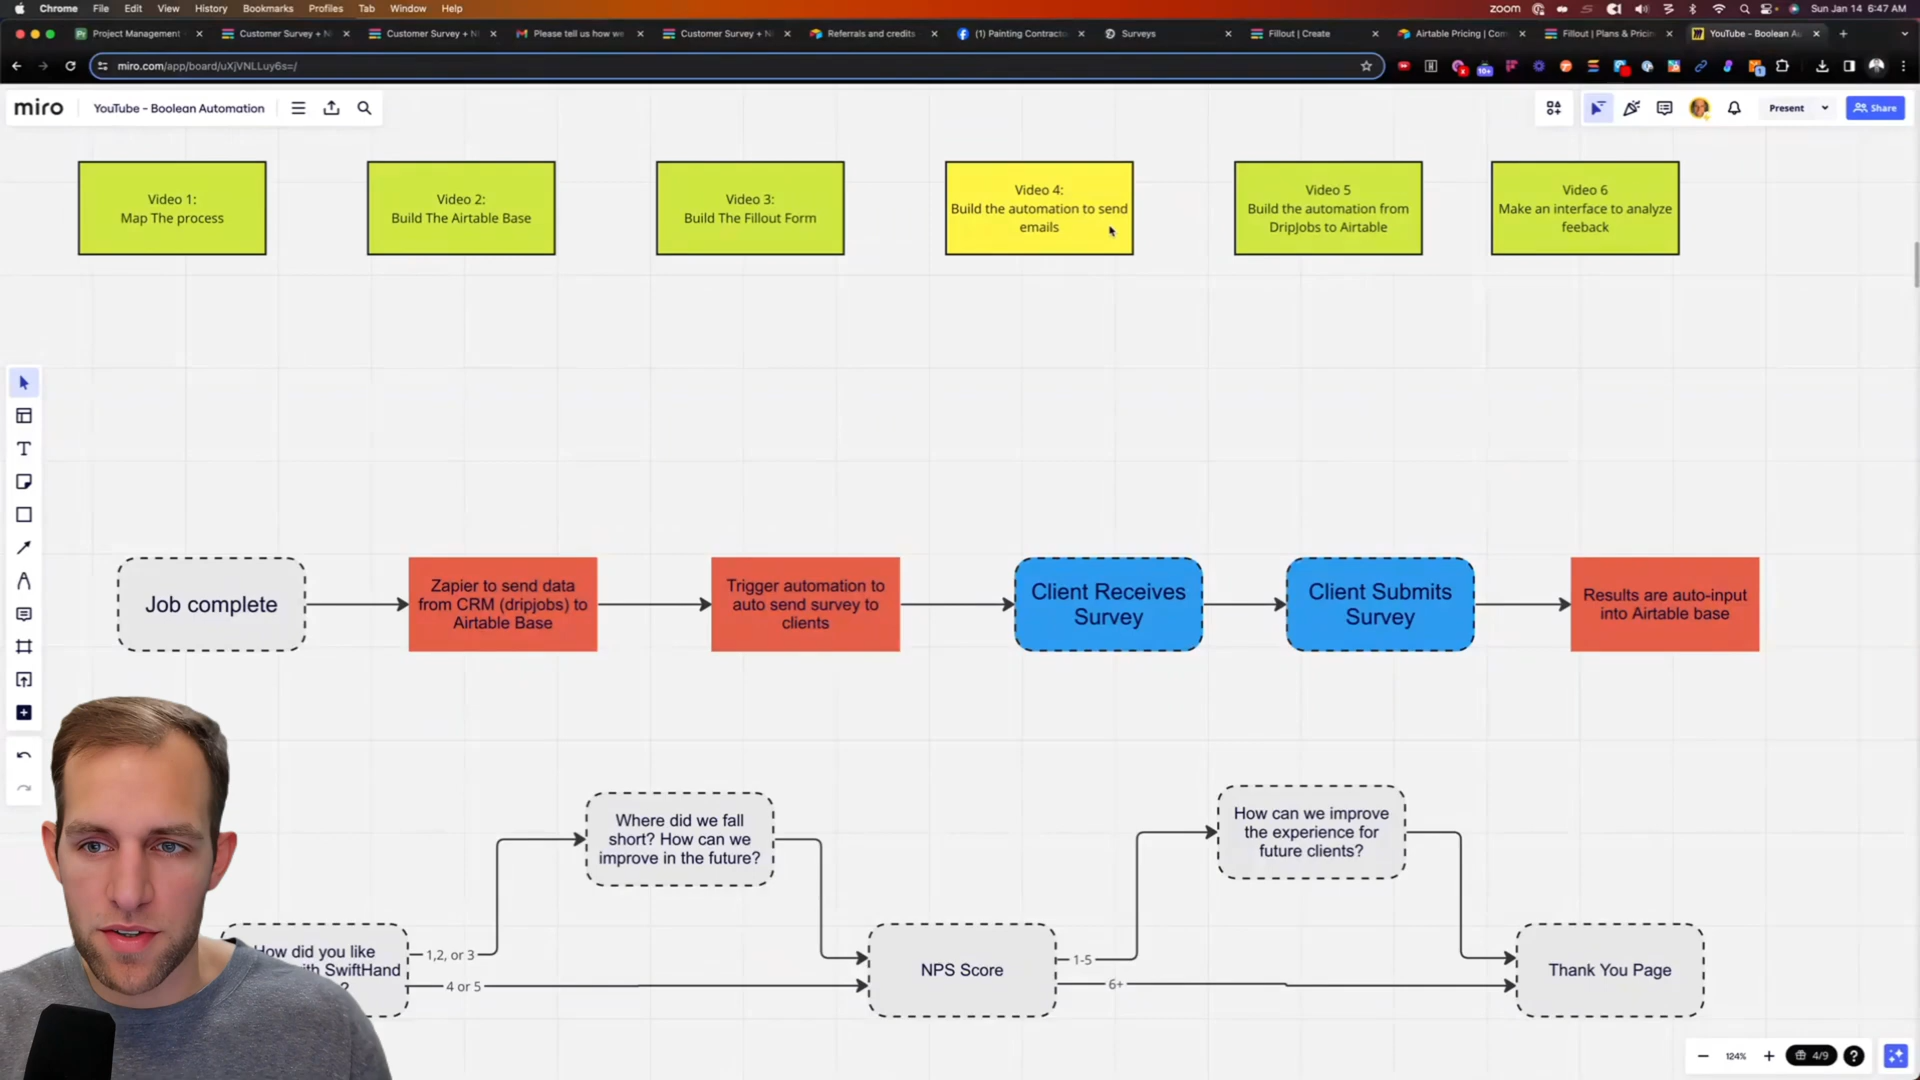 Chrome File Edit View History Bookmarks Profiles Tab Window Help
zoom
Sun Jan 14 6:47 AM
Project Management
Customer Survey + N
Customer Survey + N
Please tell us how we
Customer Survey + N
Referrals and credits
(1) Painting Contracto
Surveys
Fillout | Create
Airtable Pricing | Com
Fillout | Plans & Pricin
YouTube - Boolean A
miro.com/app/board/uXjVNLLuy6s=/
10+
miro
YouTube - Boolean Automation
Present
Share
Video 1:
Map The process
Video 2:
Build The Airtable Base
Video 3:
Build The Fillout Form
Video 4:
Build the automation to send
emails
Video 5
Build the automation from
DripJobs to Airtable
Video 6
Make an interface to analyze
feeback
Job complete
Zapier to send data
from CRM (dripjobs) to
Airtable Base
Trigger automation to
auto send survey to
clients
Client Receives
Survey
Client Submits
Survey
Results are auto-input
into Airtable base
Where did we fall
short? How can we
improve in the future?
How can we improve
the experience for
future clients?
How did you like
with SwiftHand
?
1,2, or 3
4 or 5
NPS Score
1-5
6+
Thank You Page
124%
4/9